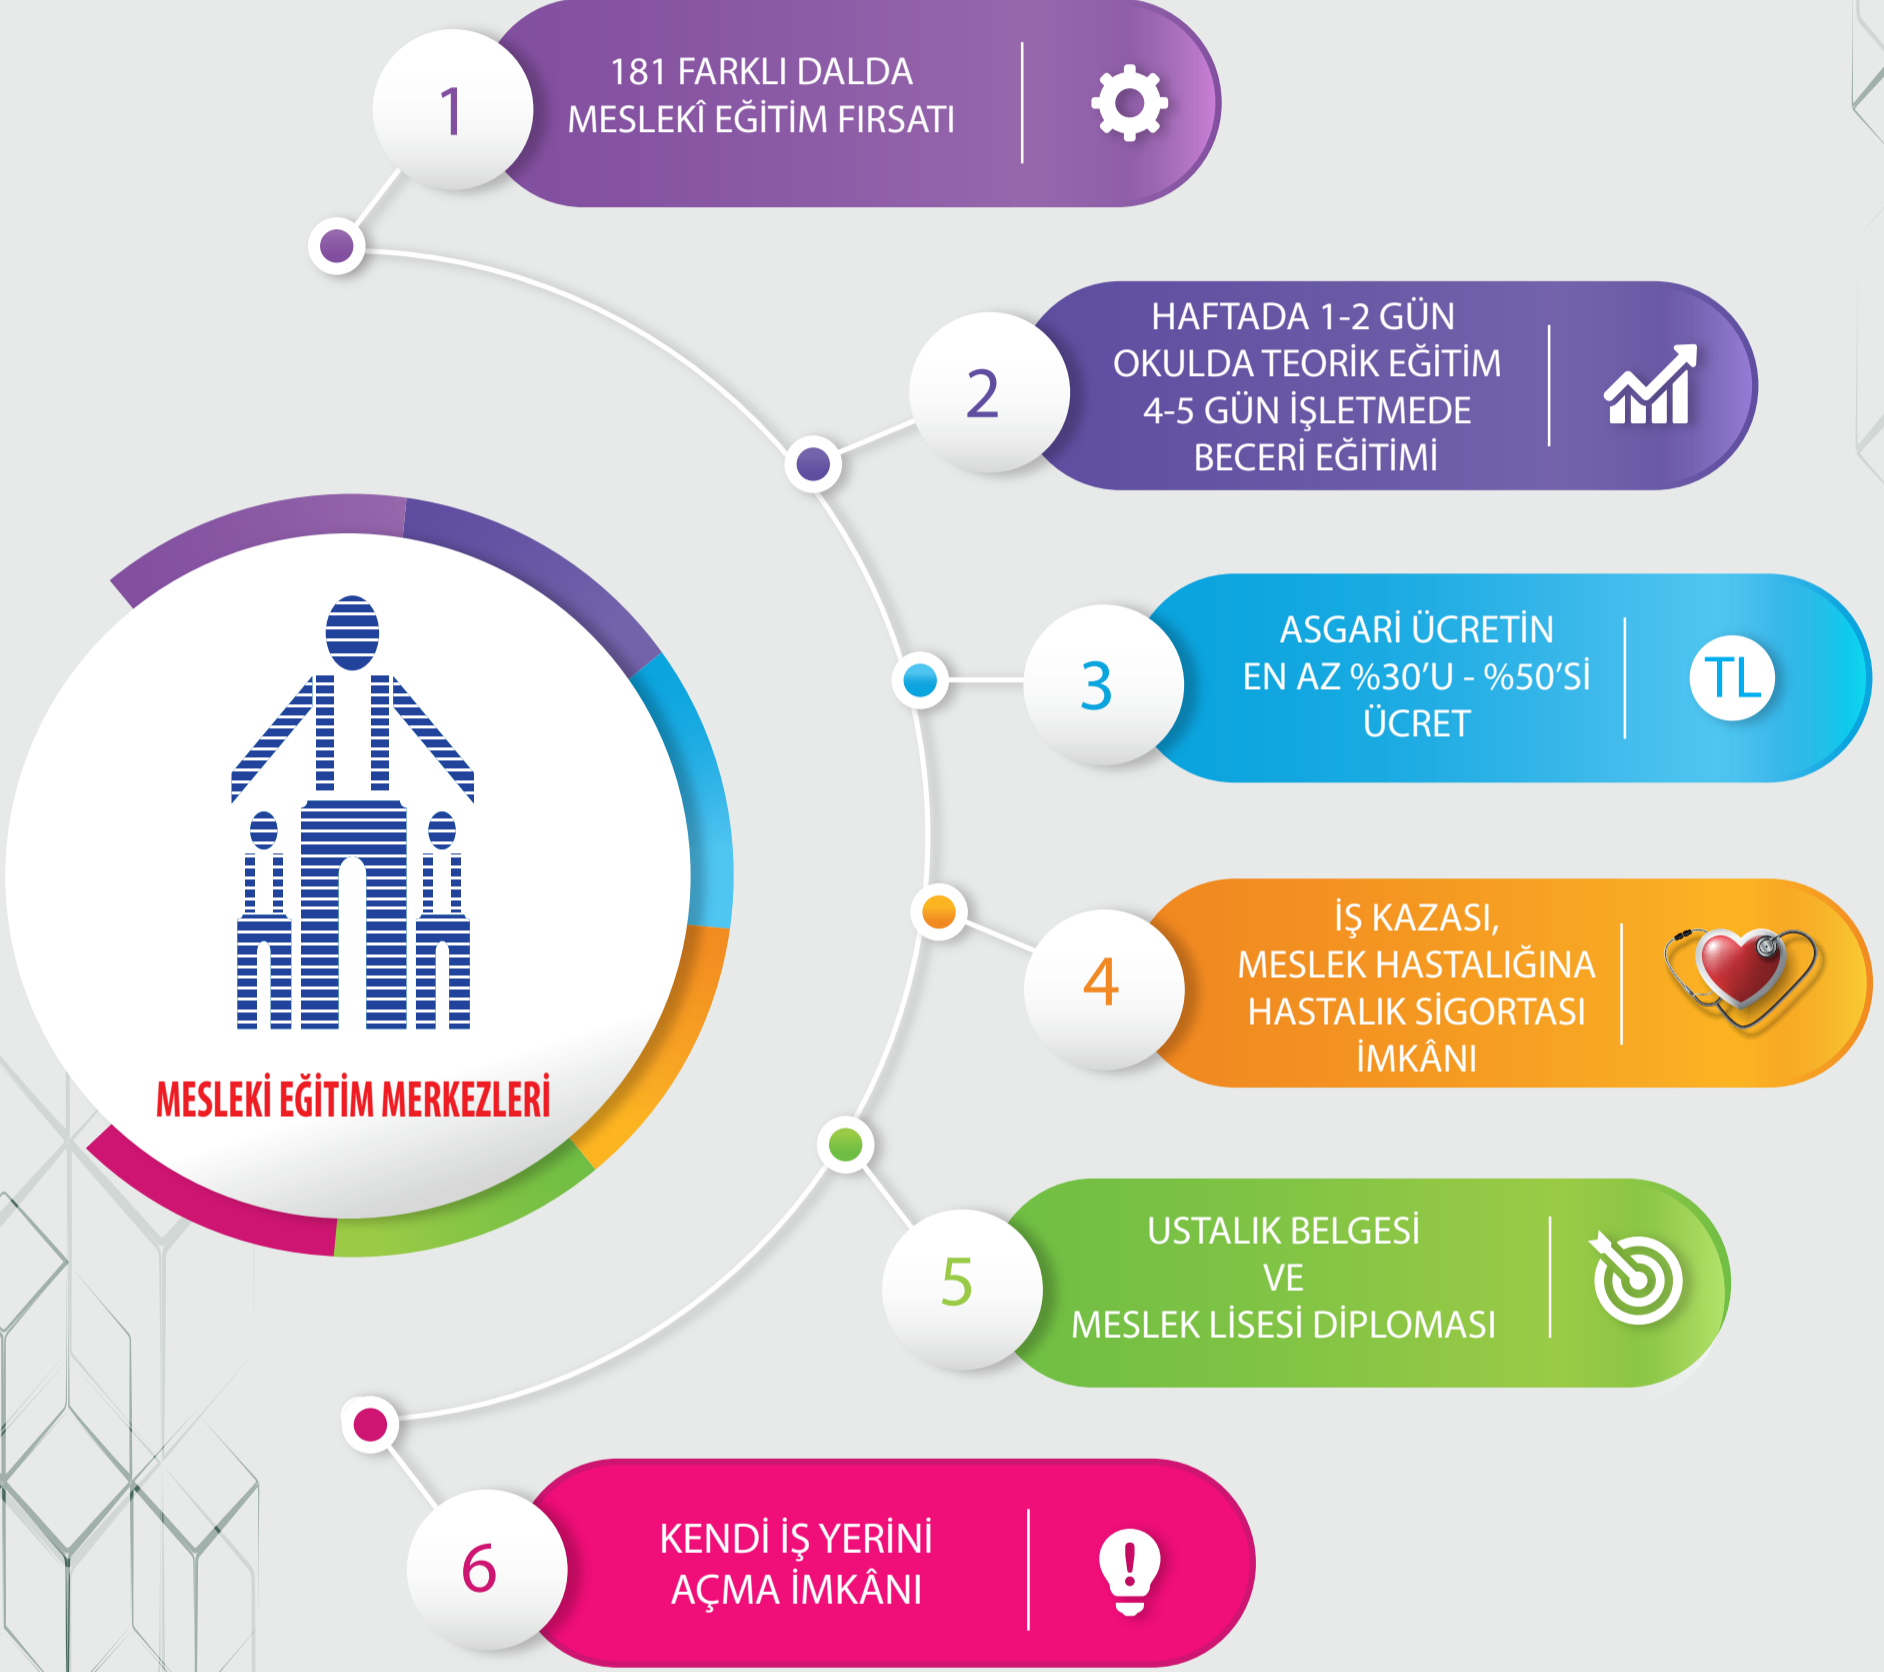 1
181 FARKLI DALDA
MESLEKÎ EĞİTİM FIRSATI
2
HAFTADA 1-2 GÜN
OKULDA TEORİK EĞİTİM
4-5 GÜN İŞLETMEDE
BECERİ EĞİTİMİ
3
ASGARİ ÜCRETİN
EN AZ %30’U - %50’Sİ
ÜCRET
TL
4
İŞ KAZASI,
MESLEK HASTALIĞINA
HASTALIK SİGORTASI
İMKÂNI
MESLEKİ EĞİTİM MERKEZLERİ
5
USTALIK BELGESİ
VE
MESLEK LİSESİ DİPLOMASI
6
KENDİ İŞ YERİNİ
AÇMA İMKÂNI